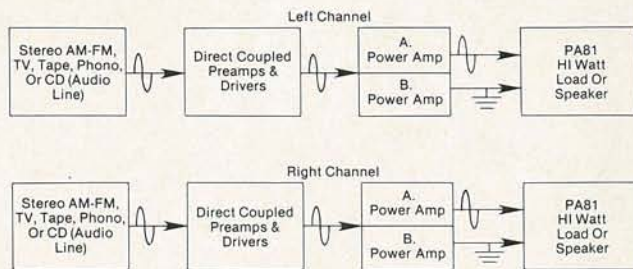 Left Channel
Stereo AM-FM,
TV, Tape, Phono,
Or CD (Audio
Line)
Direct Coupled
Preamps &
Drivers
A.
Power Amp
B.
Power Amp
PA81
HI Watt
Load Or
Speaker
Right Channel
Stereo AM-FM,
TV, Tape, Phono,
Or CD (Audio
Line)
Direct Coupled
Preamps &
Drivers
A.
Power Amp
B.
Power Amp
PA81
HI Watt
Load Or
Speaker